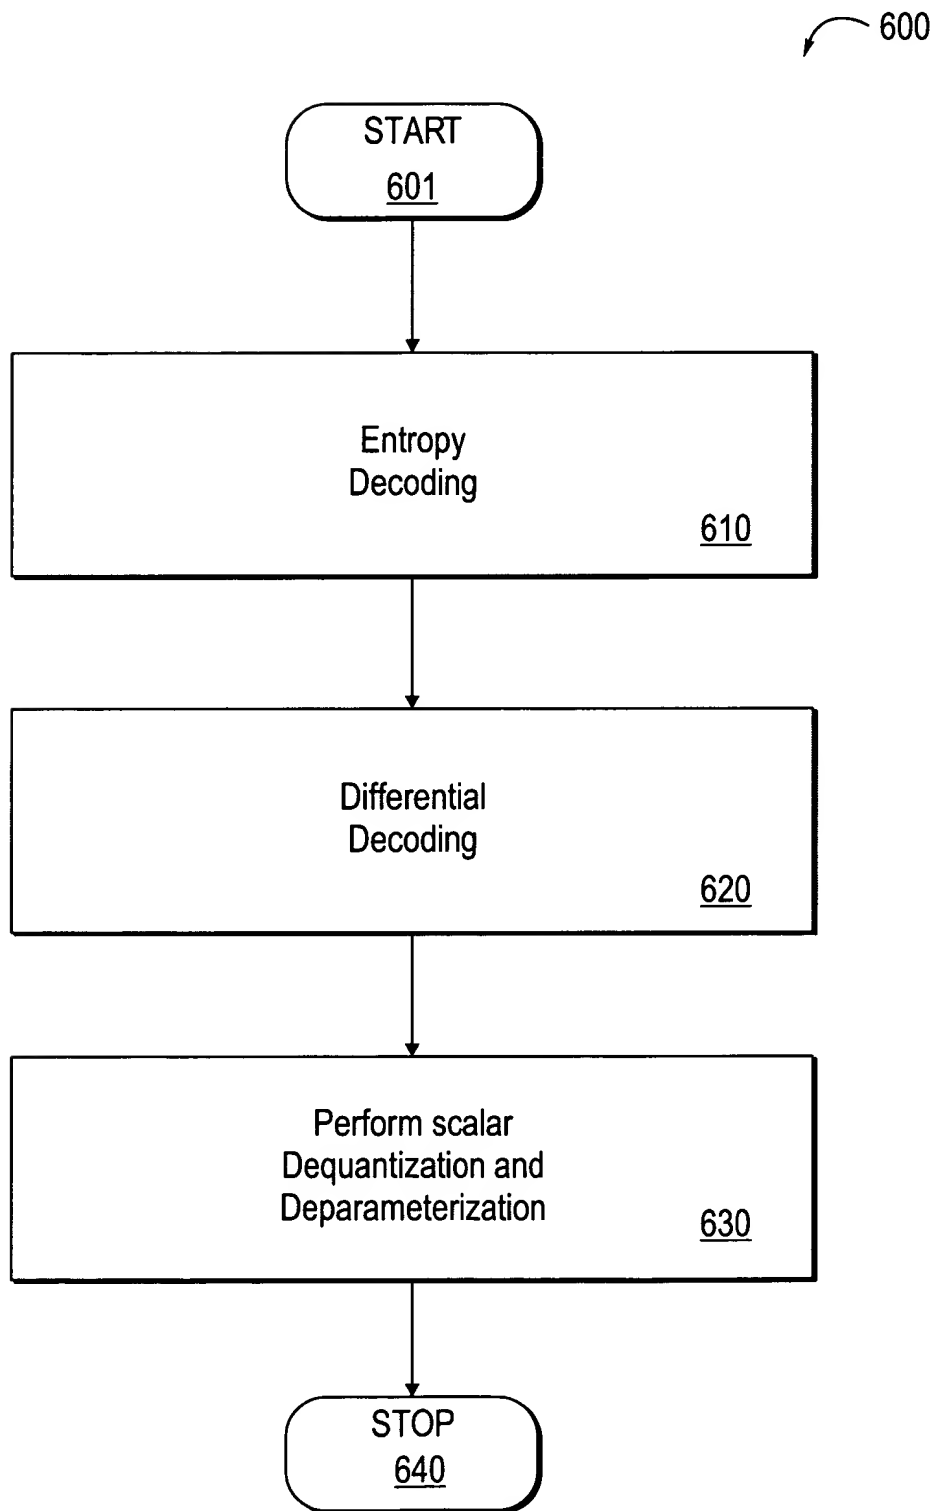 600
START
601
Entropy
Decoding
610
Differential
Decoding
620
Perform scalar
Dequantization and
Deparameterization
630
STOP
640